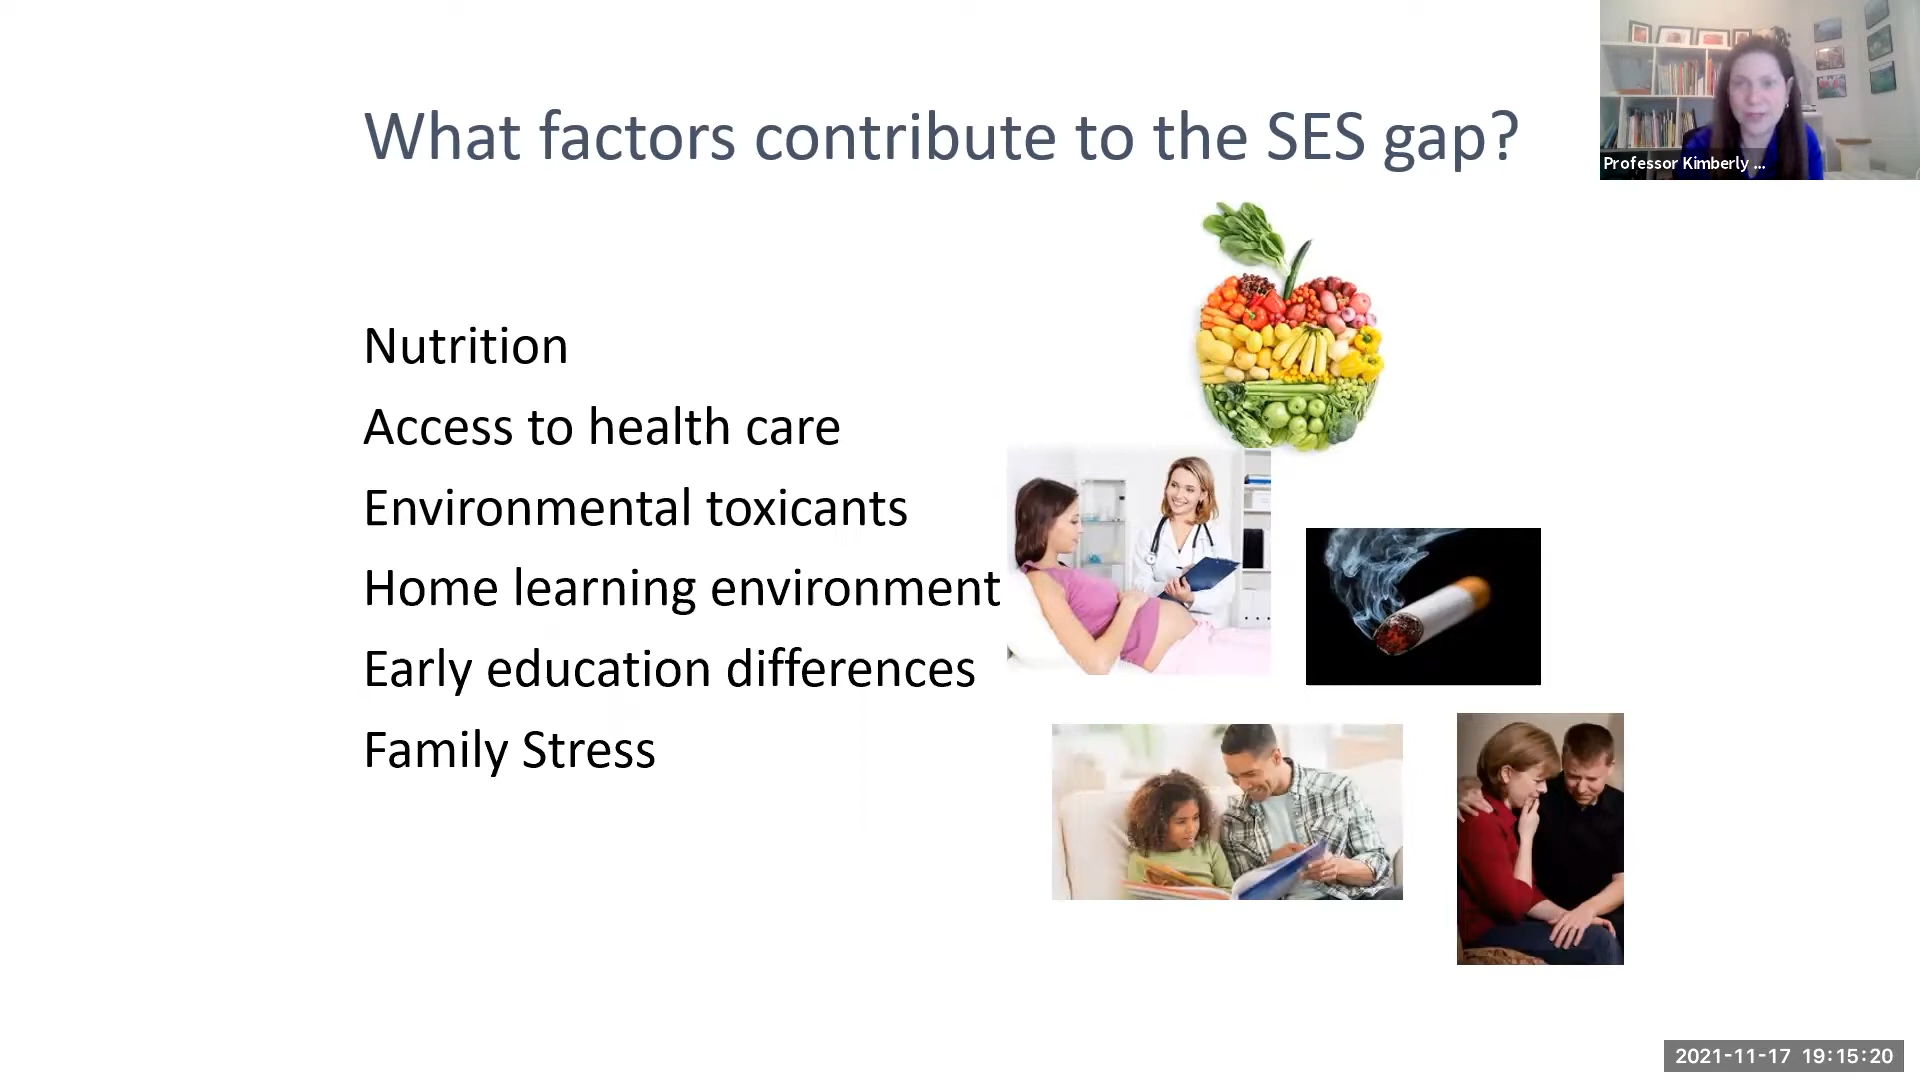 What factors contribute to the SES gap?
Professor Kimberly ...
Nutrition
Access to health care
Environmental toxicants
Home learning environment
Early education differences
Family Stress
2021-11-17 19:15:20